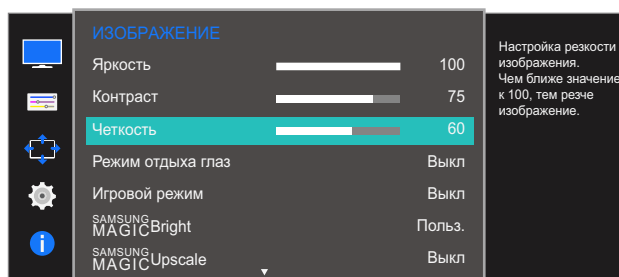 ИЗОБРАЖЕНИЕ
Яркость 100
Контраст 75
Четкость 60
Режим отдыха глаз Выкл
Игровой режим Выкл
SAMSUNG MAGIC Bright Польз.
SAMSUNG MAGIC Upscale Выкл
Настройка резкости
изображения.
Чем ближе значение
к 100, тем резче
изображение.